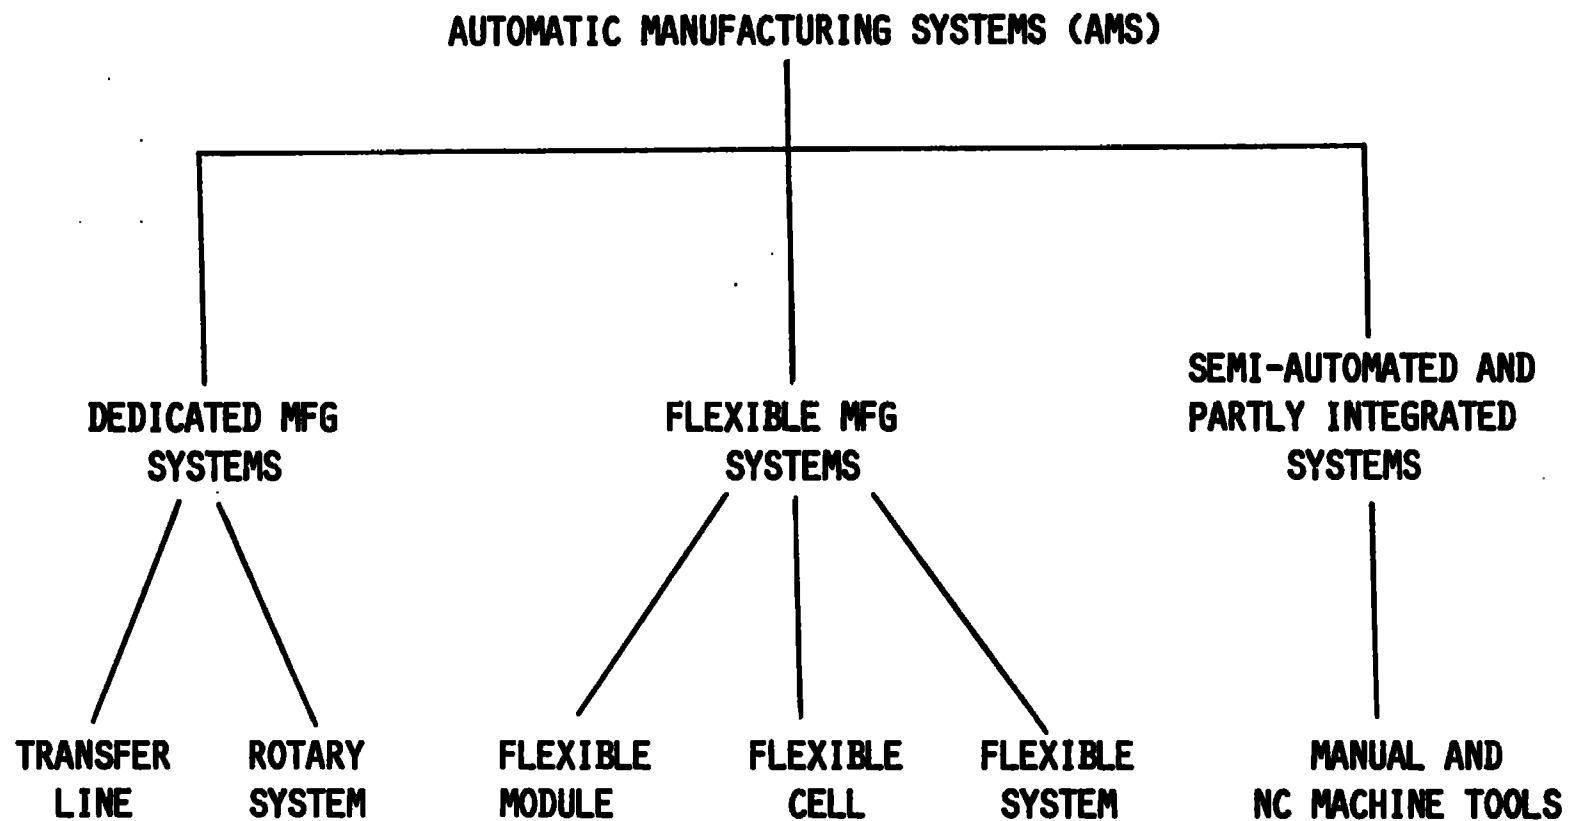 AUTOMATIC MANUFACTURING SYSTEMS (AMS)
DEDICATED MFG
SYSTEMS
FLEXIBLE MFG
SYSTEMS
SEMI-AUTOMATED AND
PARTLY INTEGRATED
SYSTEMS
TRANSFER
LINE
ROTARY
SYSTEM
FLEXIBLE
MODULE
FLEXIBLE
CELL
FLEXIBLE
SYSTEM
MANUAL AND
NC MACHINE TOOLS